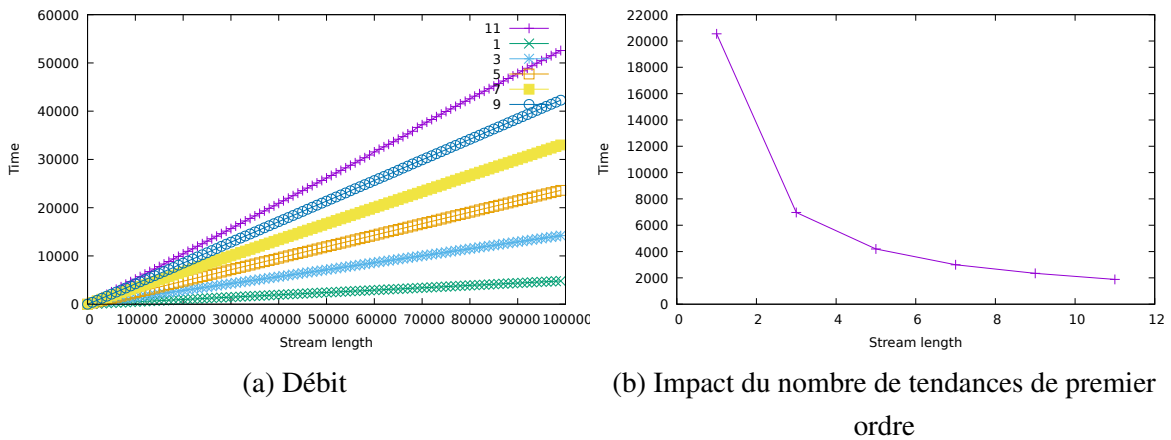 60000
50000
40000
30000
20000
10000
0
Time
11
1
3
5
7
9
0 10000 20000 30000 40000 50000 60000 70000 80000 90000 100000
Stream length
(a) Débit
22000
20000
18000
16000
14000
12000
10000
8000
6000
4000
2000
0
Time
0 2 4 6 8 10 12
Stream length
(b) Impact du nombre de tendances de premier
ordre